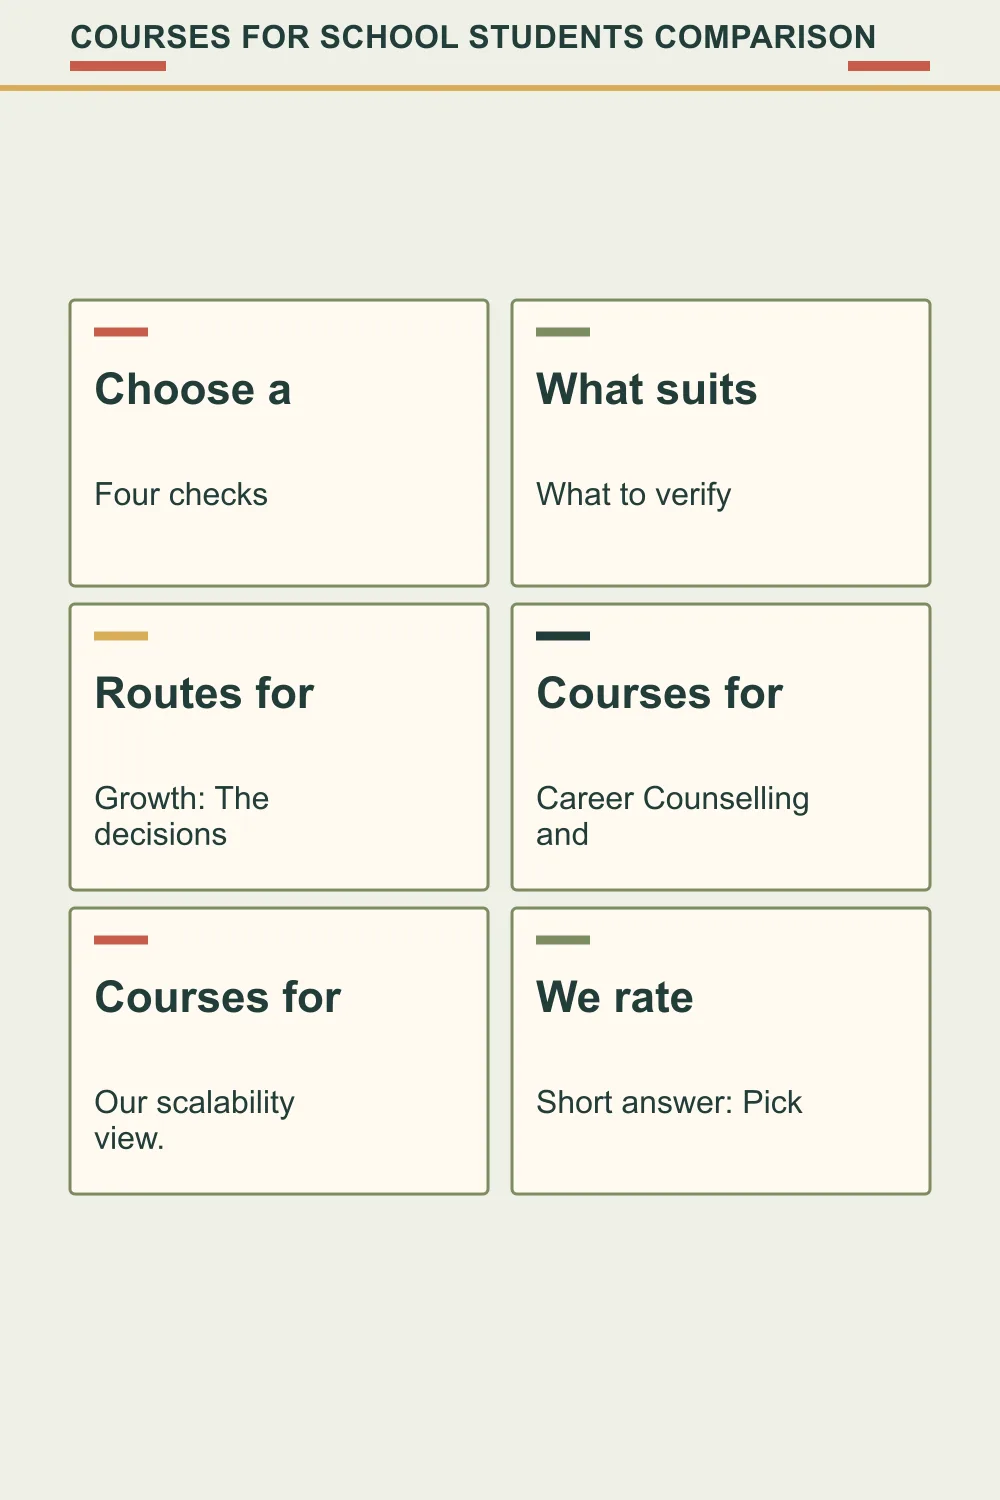 COURSES FOR SCHOOL STUDENTS COMPARISON
Choose a
Four checks
What suits
What to verify
Routes for
Growth: The
decisions
Courses for
Career Counselling
and
Courses for
Our scalability
view.
We rate
Short answer: Pick